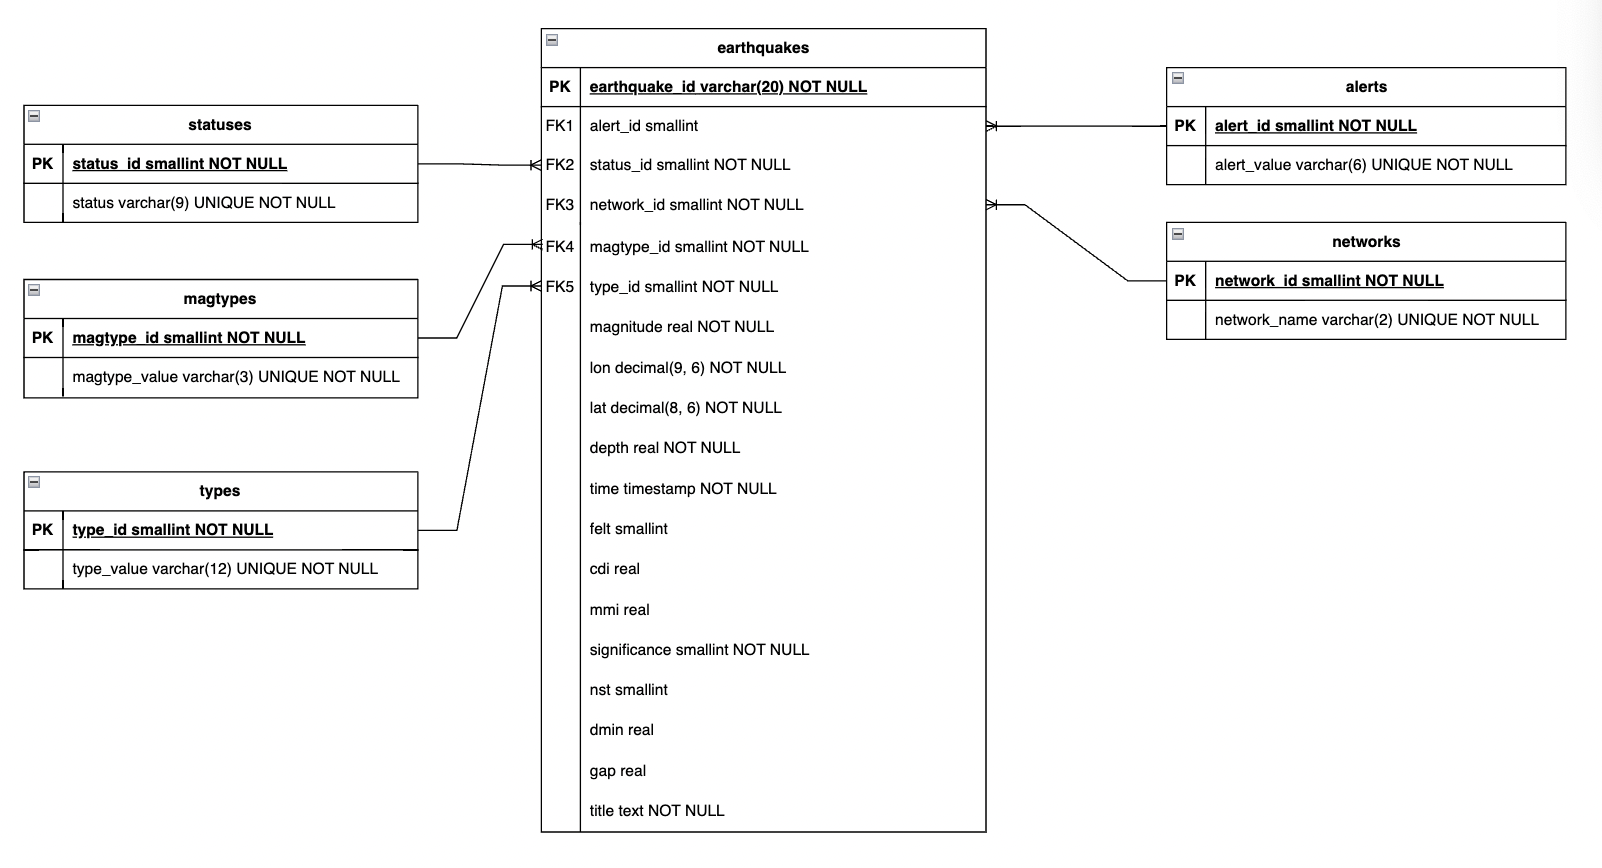 statuses
PK status_id smallint NOT NULL
status varchar(9) UNIQUE NOT NULL
magtypes
PK magtype_id smallint NOT NULL
magtype_value varchar(3) UNIQUE NOT NULL
types
PK type_id smallint NOT NULL
type_value varchar(12) UNIQUE NOT NULL
earthquakes
PK earthquake_id varchar(20) NOT NULL
FK1 alert_id smallint
FK2 status_id smallint NOT NULL
FK3 network_id smallint NOT NULL
FK4 magtype_id smallint NOT NULL
FK5 type_id smallint NOT NULL
magnitude real NOT NULL
lon decimal(9, 6) NOT NULL
lat decimal(8, 6) NOT NULL
depth real NOT NULL
time timestamp NOT NULL
felt smallint
cdi real
mmi real
significance smallint NOT NULL
nst smallint
dmin real
gap real
title text NOT NULL
alerts
PK alert_id smallint NOT NULL
alert_value varchar(6) UNIQUE NOT NULL
networks
PK network_id smallint NOT NULL
network_name varchar(2) UNIQUE NOT NULL